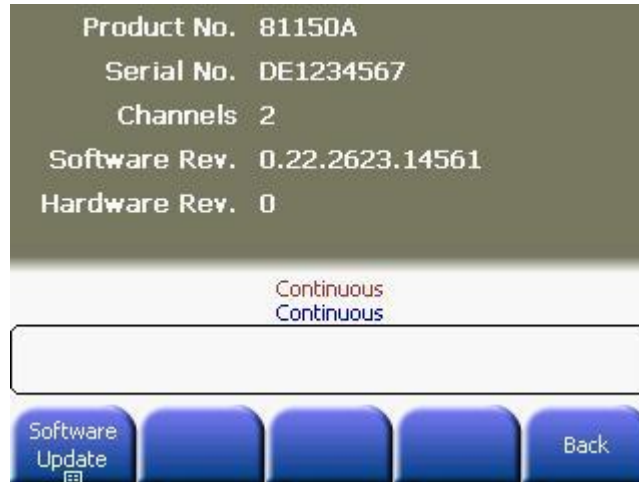 Product No. 81150A
Serial No. DE1234567
Channels 2
Software Rev. 0.22.2623.14561
Hardware Rev. 0
Continuous
Continuous
Software
Update
Back